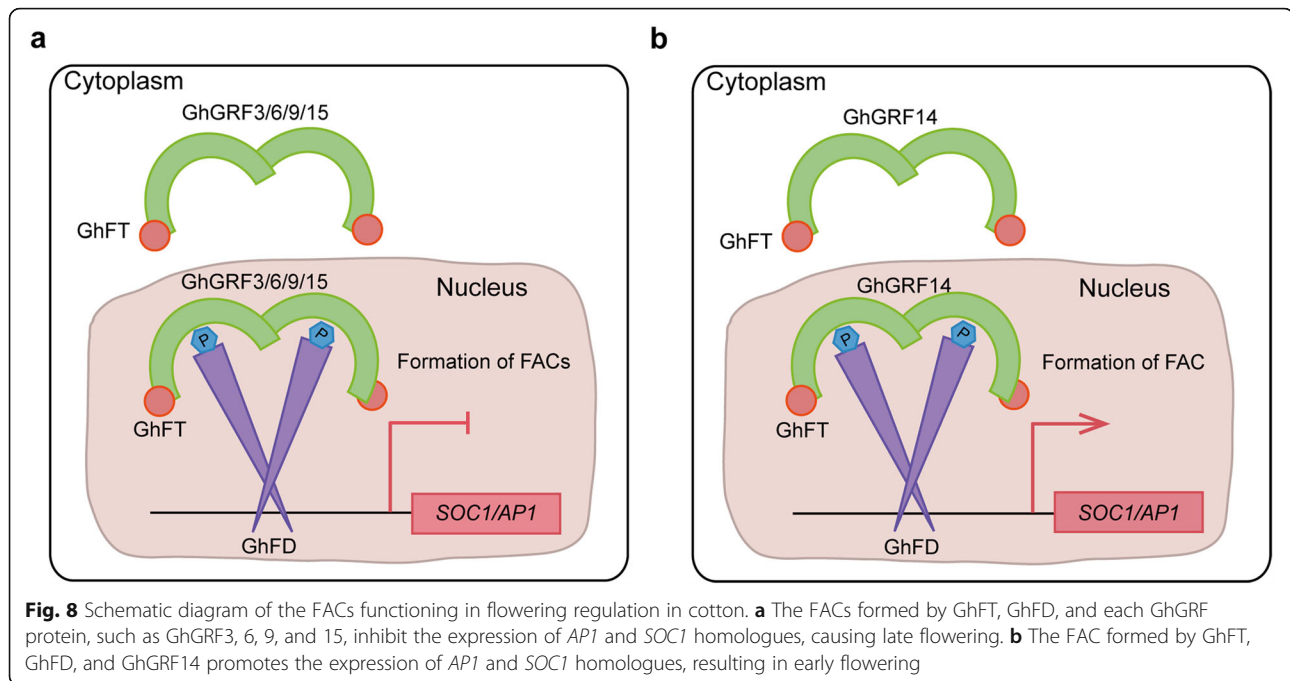 a
Cytoplasm
GhGRF3/6/9/15
GhFT
GhGRF3/6/9/15
Nucleus
P
P
Formation of FACs
GhFT
SOC1/AP1
GhFD
b
Cytoplasm
GhGRF14
GhFT
GhGRF14
Nucleus
P
P
Formation of FAC
GhFT
SOC1/AP1
GhFD
Fig. 8 Schematic diagram of the FACs functioning in flowering regulation in cotton. a The FACs formed by GhFT, GhFD, and each GhGRF
protein, such as GhGRF3, 6, 9, and 15, inhibit the expression of AP1 and SOC1 homologues, causing late flowering. b The FAC formed by GhFT,
GhFD, and GhGRF14 promotes the expression of AP1 and SOC1 homologues, resulting in early flowering